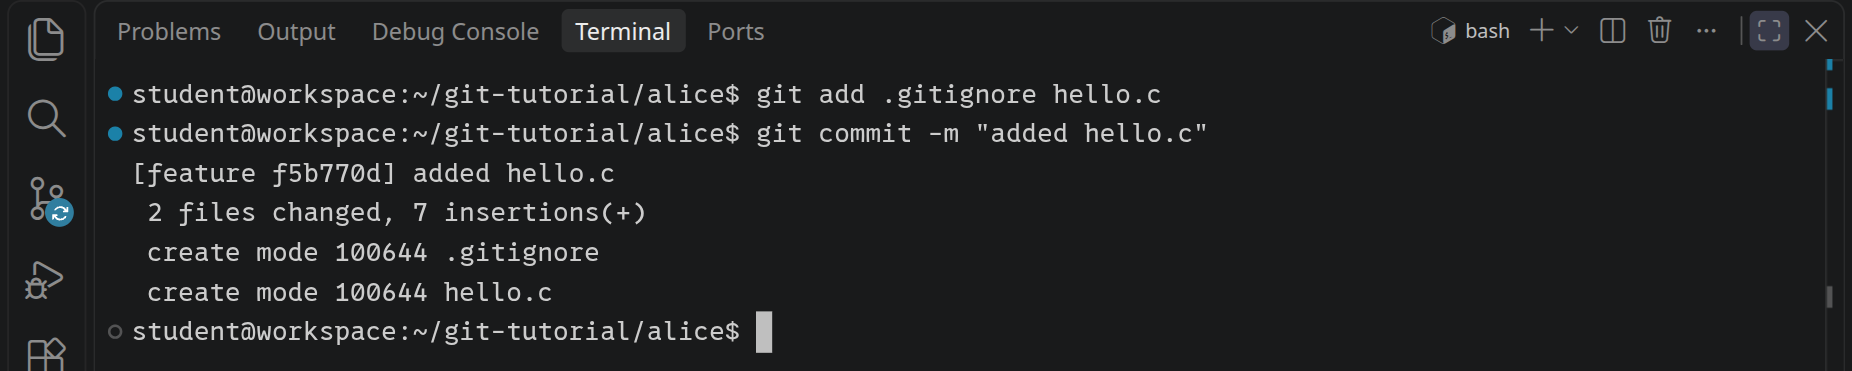 Problems Output Debug Console Terminal Ports bash
student@workspace:~/git-tutorial/alice$ git add .gitignore hello.c
student@workspace:~/git-tutorial/alice$ git commit -m "added hello.c"
[feature f5b770d] added hello.c
 2 files changed, 7 insertions(+)
 create mode 100644 .gitignore
 create mode 100644 hello.c
student@workspace:~/git-tutorial/alice$